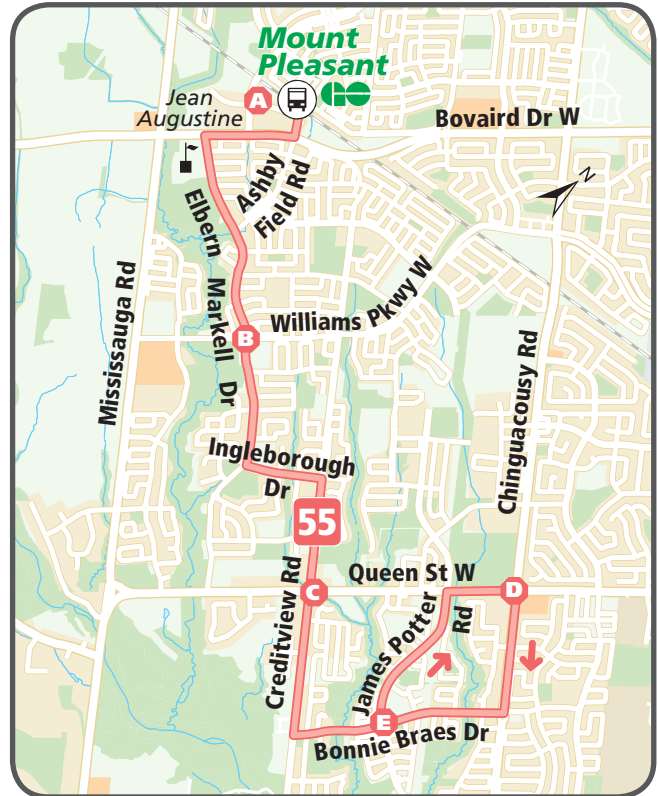 Mount
Pleasant
GO
Jean
Augustine
A
Bovaird Dr W
Ashby
Field Rd
N
Elbern
Markell
Dr
Mississauga Rd
B
Williams Pkwy W
Chinguacousy Rd
Ingleborough
Dr
55
Queen St W
C
D
Creditview Rd
James Potter
Rd
E
Bonnie Braes Dr